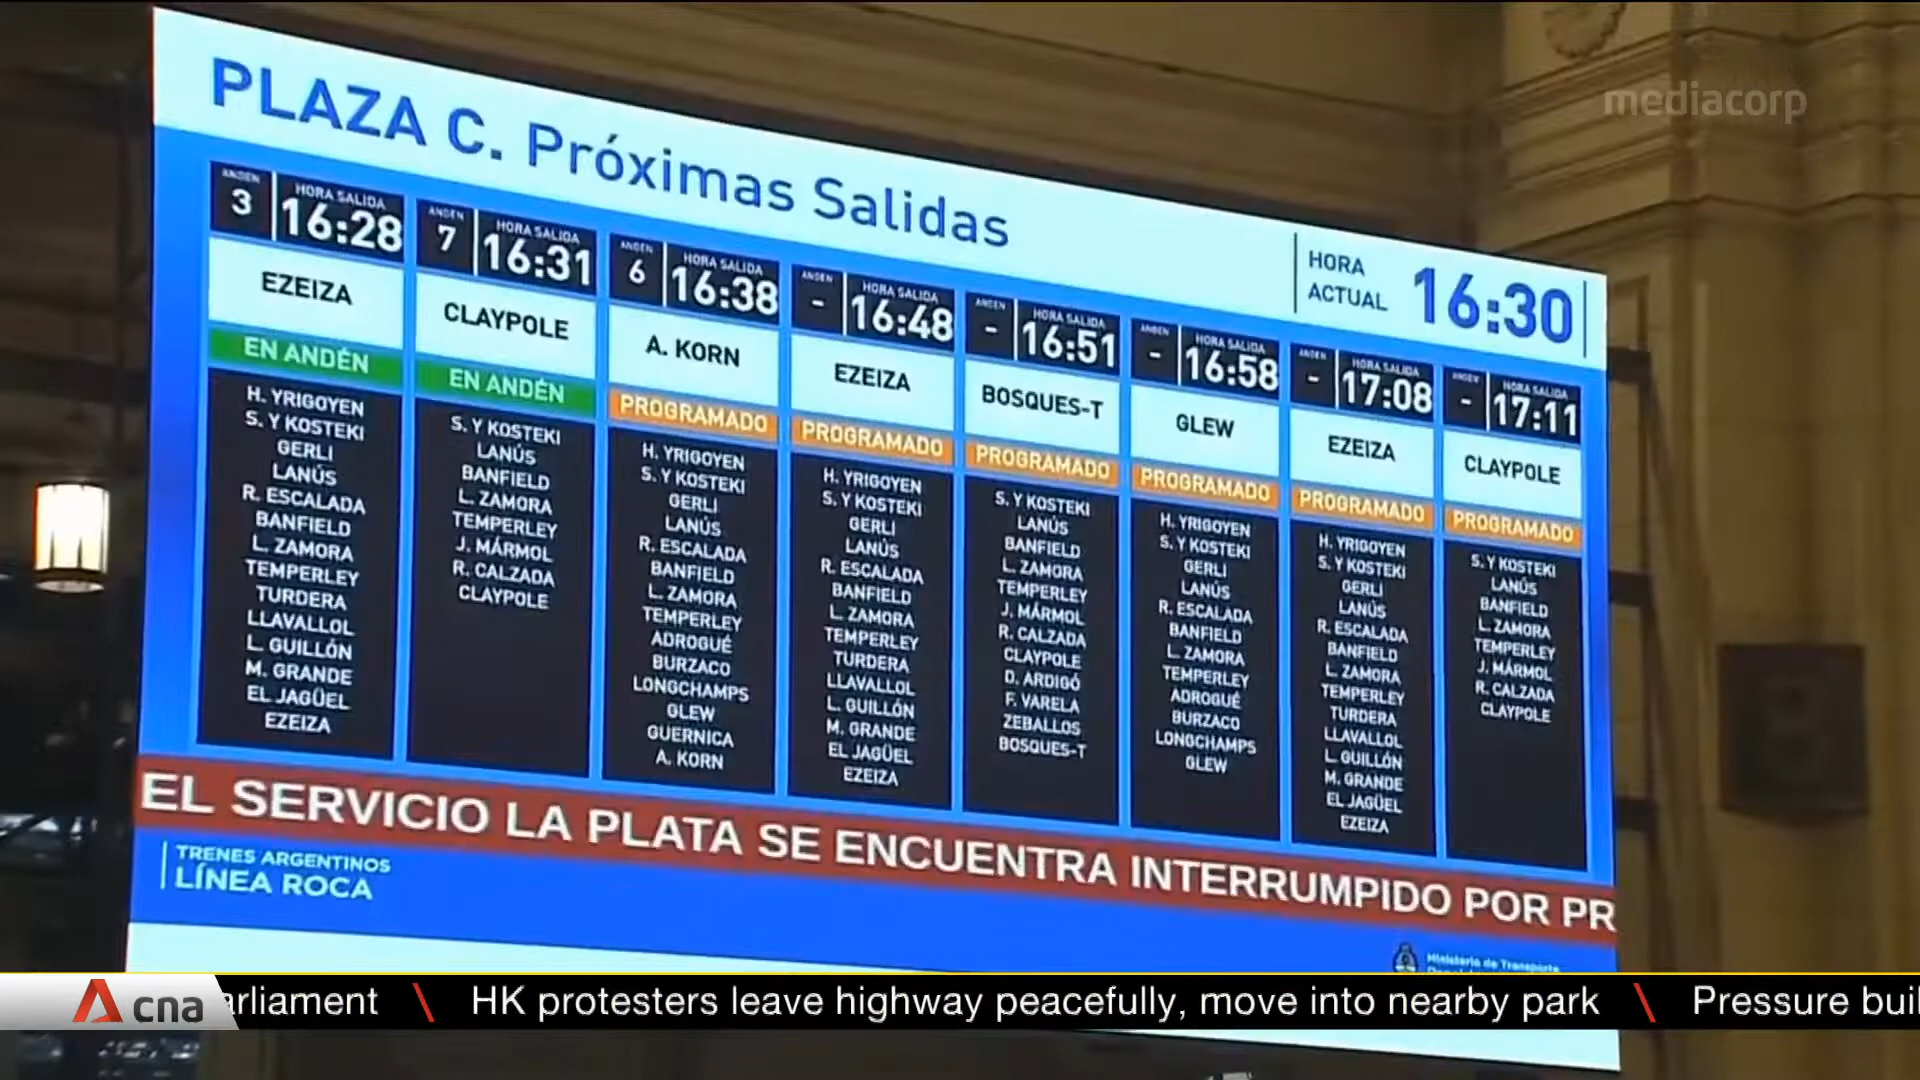 mediacorp
PLAZA C. Próximas Salidas
HORA
ACTUAL
16:30
ANDEN
3
HORA SALIDA
16:28
EZEIZA
EN ANDÉN
H. YRIGOYEN
S. Y KOSTEKI
GERLI
LANÚS
R. ESCALADA
BANFIELD
L. ZAMORA
TEMPERLEY
TURDERA
LLAVALLOL
L. GUILLÓN
M. GRANDE
EL JAGÜEL
EZEIZA
ANDEN
7
HORA SALIDA
16:31
CLAYPOLE
EN ANDÉN
S. Y KOSTEKI
LANÚS
BANFIELD
L. ZAMORA
TEMPERLEY
J. MÁRMOL
R. CALZADA
CLAYPOLE
ANDEN
6
HORA SALIDA
16:38
A. KORN
PROGRAMADO
H. YRIGOYEN
S. Y KOSTEKI
GERLI
LANÚS
R. ESCALADA
BANFIELD
L. ZAMORA
TEMPERLEY
ADROGUÉ
BURZACO
LONGCHAMPS
GLEW
GUERNICA
A. KORN
ANDEN
-
HORA SALIDA
16:48
EZEIZA
PROGRAMADO
H. YRIGOYEN
S. Y KOSTEKI
GERLI
LANÚS
R. ESCALADA
BANFIELD
L. ZAMORA
TEMPERLEY
TURDERA
LLAVALLOL
L. GUILLÓN
M. GRANDE
EL JAGÜEL
EZEIZA
ANDEN
-
HORA SALIDA
16:51
BOSQUES-T
PROGRAMADO
S. Y KOSTEKI
LANÚS
BANFIELD
L. ZAMORA
TEMPERLEY
J. MÁRMOL
R. CALZADA
CLAYPOLE
D. ARDIGÓ
F. VARELA
ZEBALLOS
BOSQUES-T
ANDEN
-
HORA SALIDA
16:58
GLEW
PROGRAMADO
H. YRIGOYEN
S. Y KOSTEKI
GERLI
LANÚS
R. ESCALADA
BANFIELD
L. ZAMORA
TEMPERLEY
ADROGUÉ
BURZACO
LONGCHAMPS
GLEW
ANDEN
-
HORA SALIDA
17:08
EZEIZA
PROGRAMADO
H. YRIGOYEN
S. Y KOSTEKI
GERLI
LANÚS
R. ESCALADA
BANFIELD
L. ZAMORA
TEMPERLEY
TURDERA
LLAVALLOL
L. GUILLÓN
M. GRANDE
EL JAGÜEL
EZEIZA
ANDEN
-
HORA SALIDA
17:11
CLAYPOLE
PROGRAMADO
S. Y KOSTEKI
LANÚS
BANFIELD
L. ZAMORA
TEMPERLEY
J. MÁRMOL
R. CALZADA
CLAYPOLE
EL SERVICIO LA PLATA SE ENCUENTRA INTERRUMPIDO POR PR
TRENES ARGENTINOS
LÍNEA ROCA
Ministerio de Transporte
cna arliament \ HK protesters leave highway peacefully, move into nearby park \ Pressure buil